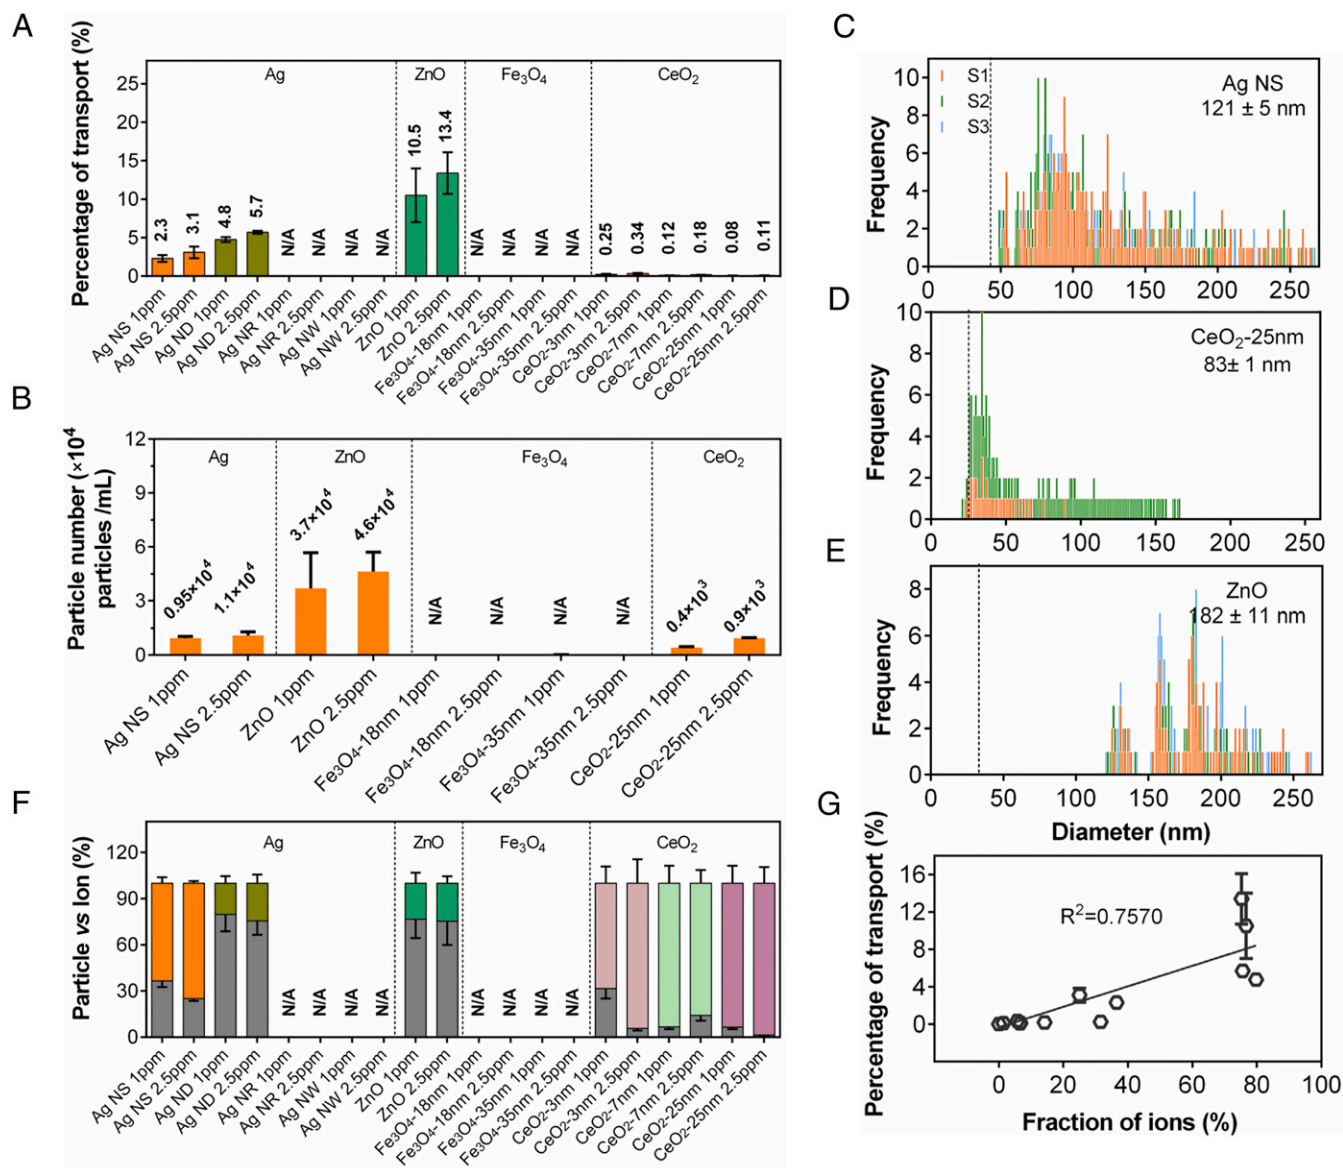 A
Percentage of transport (%)
25
20
15
10
5
0
Ag
ZnO
Fe₃O₄
CeO₂
2.3
3.1
4.8
5.7
N/A
N/A
N/A
N/A
10.5
13.4
N/A
N/A
N/A
N/A
0.25
0.34
0.12
0.18
0.08
0.11
Ag NS 1ppm
Ag NS 2.5ppm
Ag ND 1ppm
Ag ND 2.5ppm
Ag NR 1ppm
Ag NR 2.5ppm
Ag NW 1ppm
Ag NW 2.5ppm
ZnO 1ppm
ZnO 2.5ppm
Fe₃O₄-18nm 1ppm
Fe₃O₄-18nm 2.5ppm
Fe₃O₄-35nm 1ppm
Fe₃O₄-35nm 2.5ppm
CeO₂-3nm 1ppm
CeO₂-3nm 2.5ppm
CeO₂-7nm 1ppm
CeO₂-7nm 2.5ppm
CeO₂-25nm 1ppm
CeO₂-25nm 2.5ppm
B
Particle number (×10⁴
particles /mL)
12
9
6
3
0
Ag
ZnO
Fe₃O₄
CeO₂
0.95×10⁴
1.1×10⁴
3.7×10⁴
4.6×10⁴
N/A
N/A
N/A
N/A
0.4×10³
0.9×10³
Ag NS 1ppm
Ag NS 2.5ppm
ZnO 1ppm
ZnO 2.5ppm
Fe₃O₄-18nm 1ppm
Fe₃O₄-18nm 2.5ppm
Fe₃O₄-35nm 1ppm
Fe₃O₄-35nm 2.5ppm
CeO₂-25nm 1ppm
CeO₂-25nm 2.5ppm
C
Frequency
10
8
6
4
2
0
S1
S2
S3
Ag NS
121 ± 5 nm
0 50 100 150 200 250
D
Frequency
10
8
6
4
2
0
CeO₂-25nm
83± 1 nm
0 50 100 150 200 250
E
Frequency
8
6
4
2
0
ZnO
182 ± 11 nm
0 50 100 150 200 250
Diameter (nm)
F
Particle vs Ion (%)
120
90
60
30
0
Ag
ZnO
Fe₃O₄
CeO₂
N/A
N/A
N/A
N/A
N/A
N/A
N/A
N/A
Ag NS 1ppm
Ag NS 2.5ppm
Ag ND 1ppm
Ag ND 2.5ppm
Ag NR 1ppm
Ag NR 2.5ppm
Ag NW 1ppm
Ag NW 2.5ppm
ZnO 1ppm
ZnO 2.5ppm
Fe₃O₄-18nm 1ppm
Fe₃O₄-18nm 2.5ppm
Fe₃O₄-35nm 1ppm
Fe₃O₄-35nm 2.5ppm
CeO₂-3nm 1ppm
CeO₂-3nm 2.5ppm
CeO₂-7nm 1ppm
CeO₂-7nm 2.5ppm
CeO₂-25nm 1ppm
CeO₂-25nm 2.5ppm
G
Percentage of transport (%)
16
12
8
4
0
R²=0.7570
0 20 40 60 80 100
Fraction of ions (%)